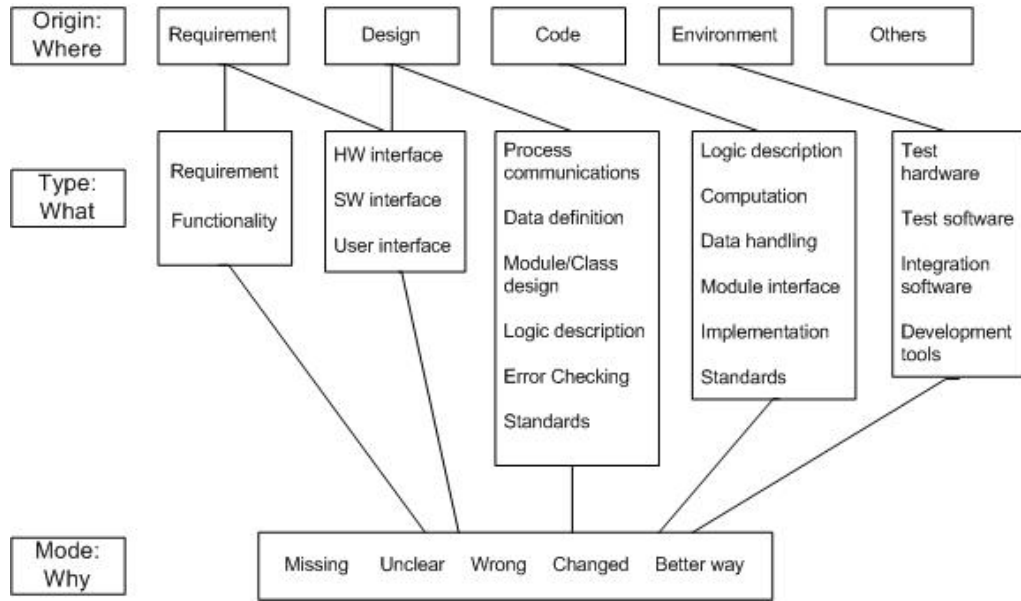 Origin:
Where
Requirement
Design
Code
Environment
Others
Type:
What
Requirement
Functionality
HW interface
SW interface
User interface
Process
communications
Data definition
Module/Class
design
Logic description
Error Checking
Standards
Logic description
Computation
Data handling
Module interface
Implementation
Standards
Test
hardware
Test software
Integration
software
Development
tools
Mode:
Why
Missing Unclear Wrong Changed Better way